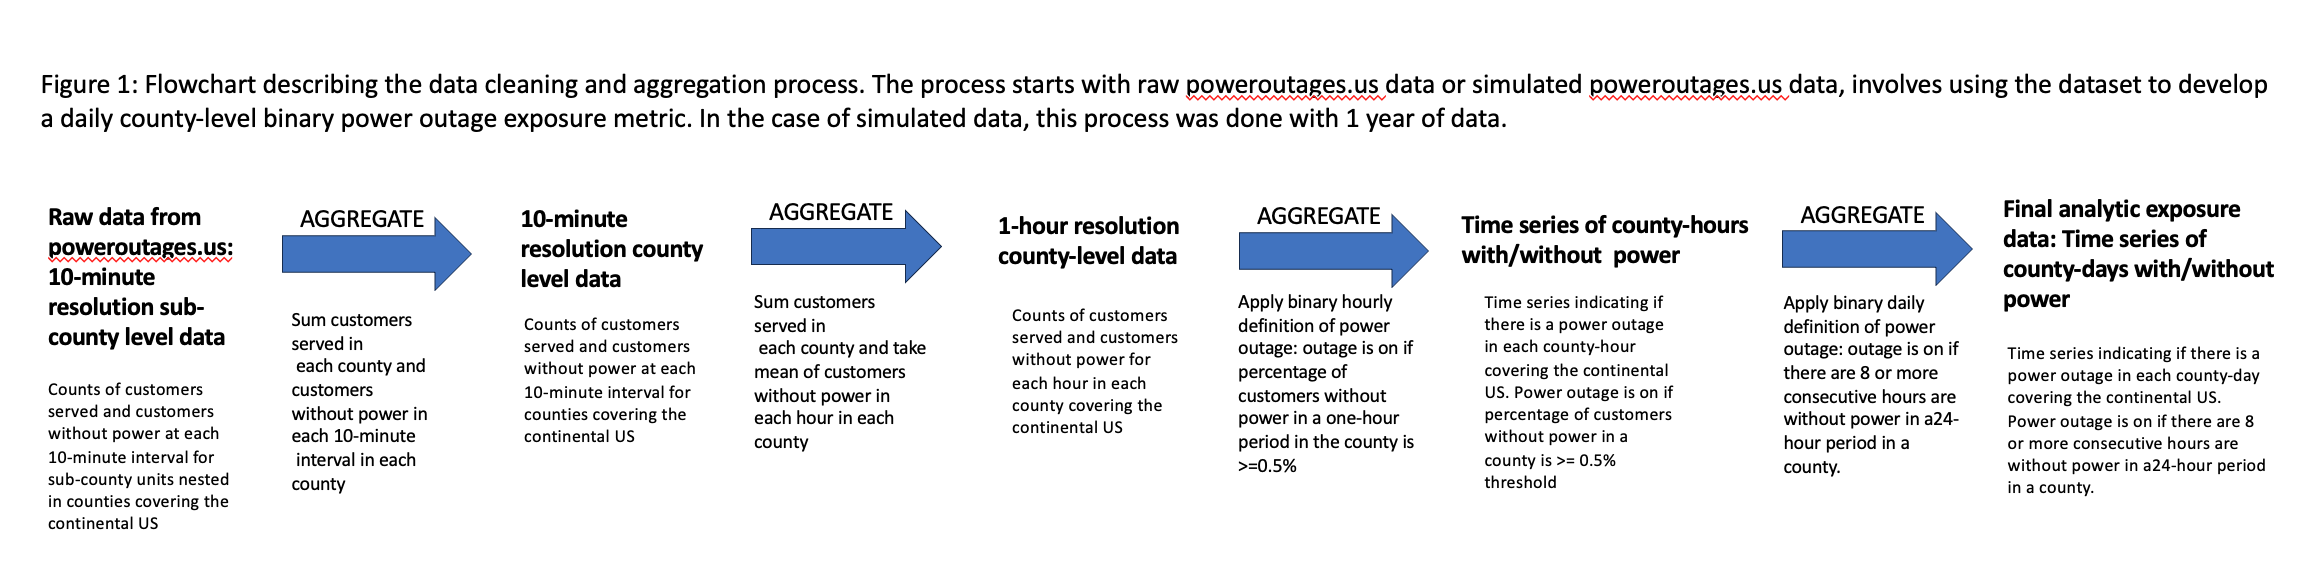 Figure 1: Flowchart describing the data cleaning and aggregation process. The process starts with raw poweroutages.us data or simulated poweroutages.us data, involves using the dataset to develop
a daily county-level binary power outage exposure metric. In the case of simulated data, this process was done with 1 year of data.
Raw data from
poweroutages.us:
10-minute
resolution sub-
county level data
Counts of customers
served and customers
without power at each
10-minute interval for
sub-county units nested
in counties covering the
continental US
AGGREGATE
Sum customers
served in
each county and
customers
without power in
each 10-minute
interval in each
county
10-minute
resolution county
level data
Counts of customers
served and customers
without power at each
10-minute interval for
counties covering the
continental US
AGGREGATE
Sum customers
served in
each county and take
mean of customers
without power in
each hour in each
county
1-hour resolution
county-level data
Counts of customers
served and customers
without power for
each hour in each
county covering the
continental US
AGGREGATE
Apply binary hourly
definition of power
outage: outage is on if
percentage of
customers without
power in a one-hour
period in the county is
>=0.5%
Time series of county-hours
with/without power
Time series indicating if
there is a power outage
in each county-hour
covering the continental
US. Power outage is on if
percentage of customers
without power in a
county is >= 0.5%
threshold
AGGREGATE
Apply binary daily
definition of power
outage: outage is on if
there are 8 or more
consecutive hours are
without power in a24-
hour period in a
county.
Final analytic exposure
data: Time series of
county-days with/without
power
Time series indicating if there is a
power outage in each county-day
covering the continental US.
Power outage is on if there are 8
or more consecutive hours are
without power in a24-hour period
in a county.